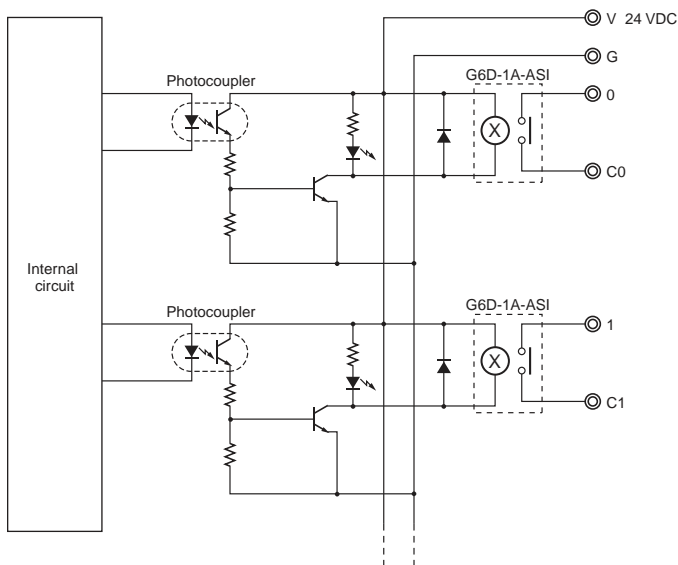 V 24 VDC
G
Photocoupler
G6D-1A-ASI
0
X
C0
Internal
circuit
Photocoupler
G6D-1A-ASI
1
X
C1